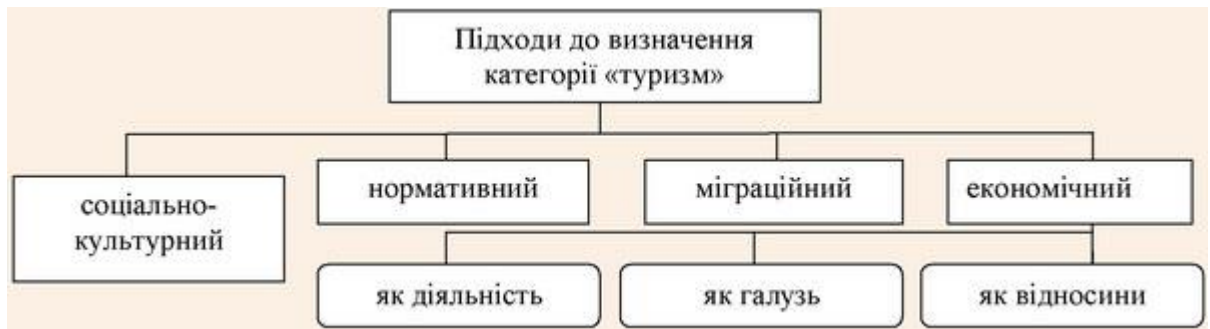 Підходи до визначення
категорії «туризм»
соціально-
культурний
нормативний
міграційний
економічний
як діяльність
як галузь
як відносини